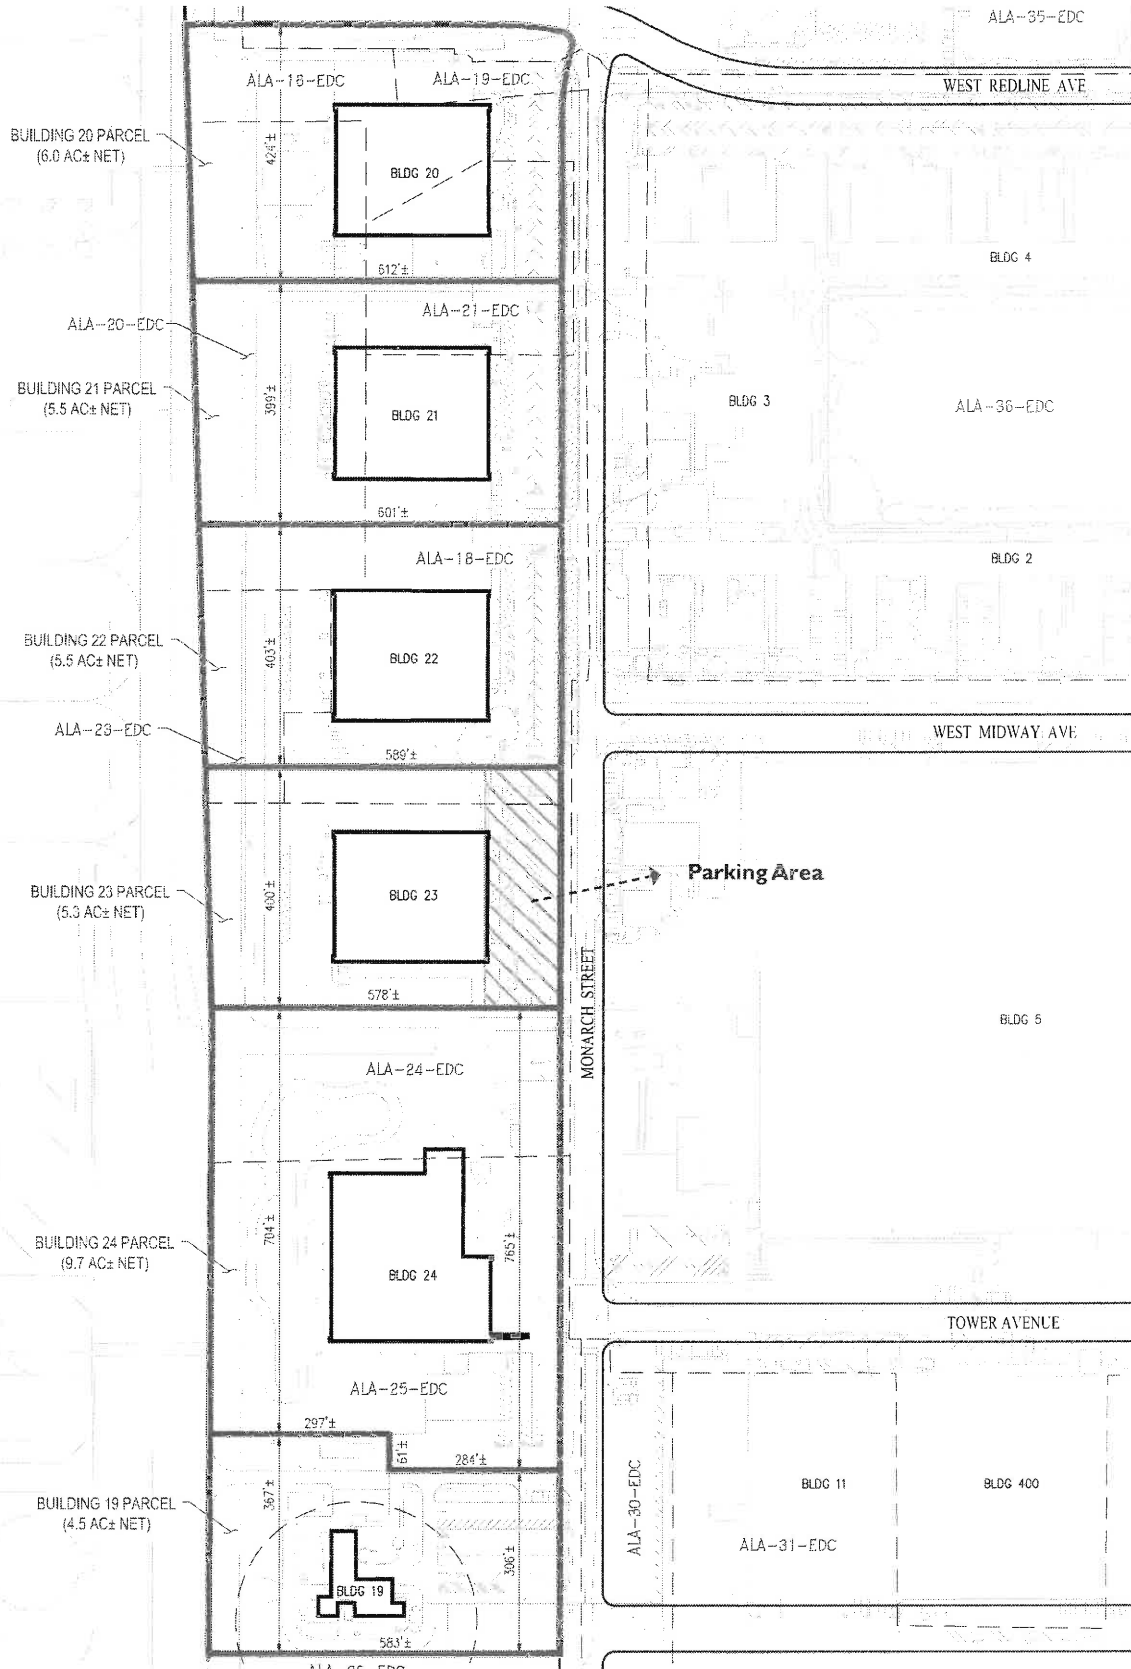 ALA-35-EDC
WEST REDLINE AVE
ALA-16-EDC
ALA-19-EDC
BUILDING 20 PARCEL
(6.0 AC± NET)
424'±
BLDG 20
612'±
BLDG 4
ALA-20-EDC
ALA-21-EDC
BUILDING 21 PARCEL
(5.5 AC± NET)
399'±
BLDG 21
BLDG 3
ALA-36-EDC
601'±
ALA-18-EDC
BLDG 2
BUILDING 22 PARCEL
(5.5 AC± NET)
403'±
BLDG 22
ALA-23-EDC
589'±
WEST MIDWAY AVE
BUILDING 23 PARCEL
(5.3 AC± NET)
400'±
BLDG 23
Parking Area
578'±
MONARCH STREET
BLDG 5
ALA-24-EDC
BUILDING 24 PARCEL
(9.7 AC± NET)
704'±
765'±
BLDG 24
TOWER AVENUE
ALA-25-EDC
297'±
61'±
284'±
BUILDING 19 PARCEL
(4.5 AC± NET)
367'±
306'±
BLDG 19
583'±
ALA-30-EDC
BLDG 11
BLDG 400
ALA-31-EDC